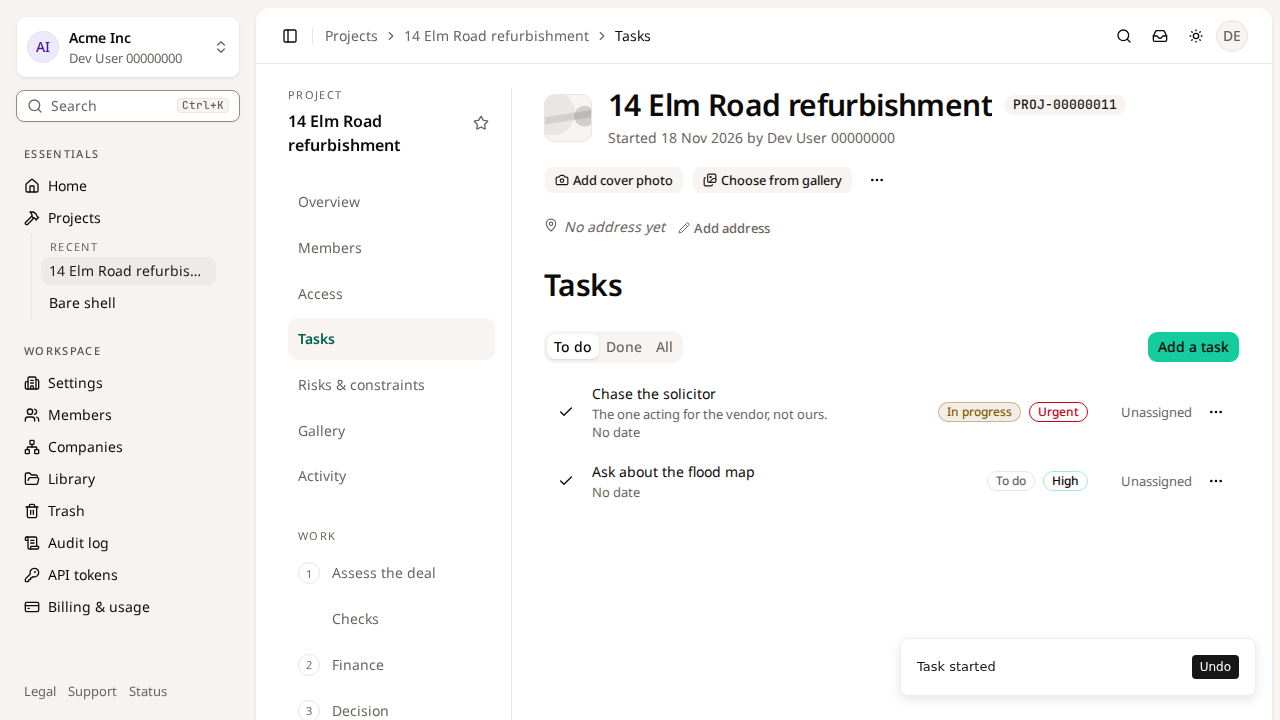 AI
Acme Inc
Dev User 00000000
Search
Ctrl+K
ESSENTIALS
Home
Projects
RECENT
14 Elm Road refurbis...
Bare shell
WORKSPACE
Settings
Members
Companies
Library
Trash
Audit log
API tokens
Billing & usage
Legal Support Status
Projects
14 Elm Road refurbishment
Tasks
DE
PROJECT
14 Elm Road
refurbishment
Overview
Members
Access
Tasks
Risks & constraints
Gallery
Activity
WORK
1 Assess the deal
Checks
2 Finance
3 Decision
14 Elm Road refurbishment PROJ-00000011
Started 18 Nov 2026 by Dev User 00000000
Add cover photo
Choose from gallery
No address yet
Add address
Tasks
To do Done All
Add a task
Chase the solicitor
The one acting for the vendor, not ours.
No date
In progress Urgent Unassigned
Ask about the flood map
No date
To do High Unassigned
Task started
Undo